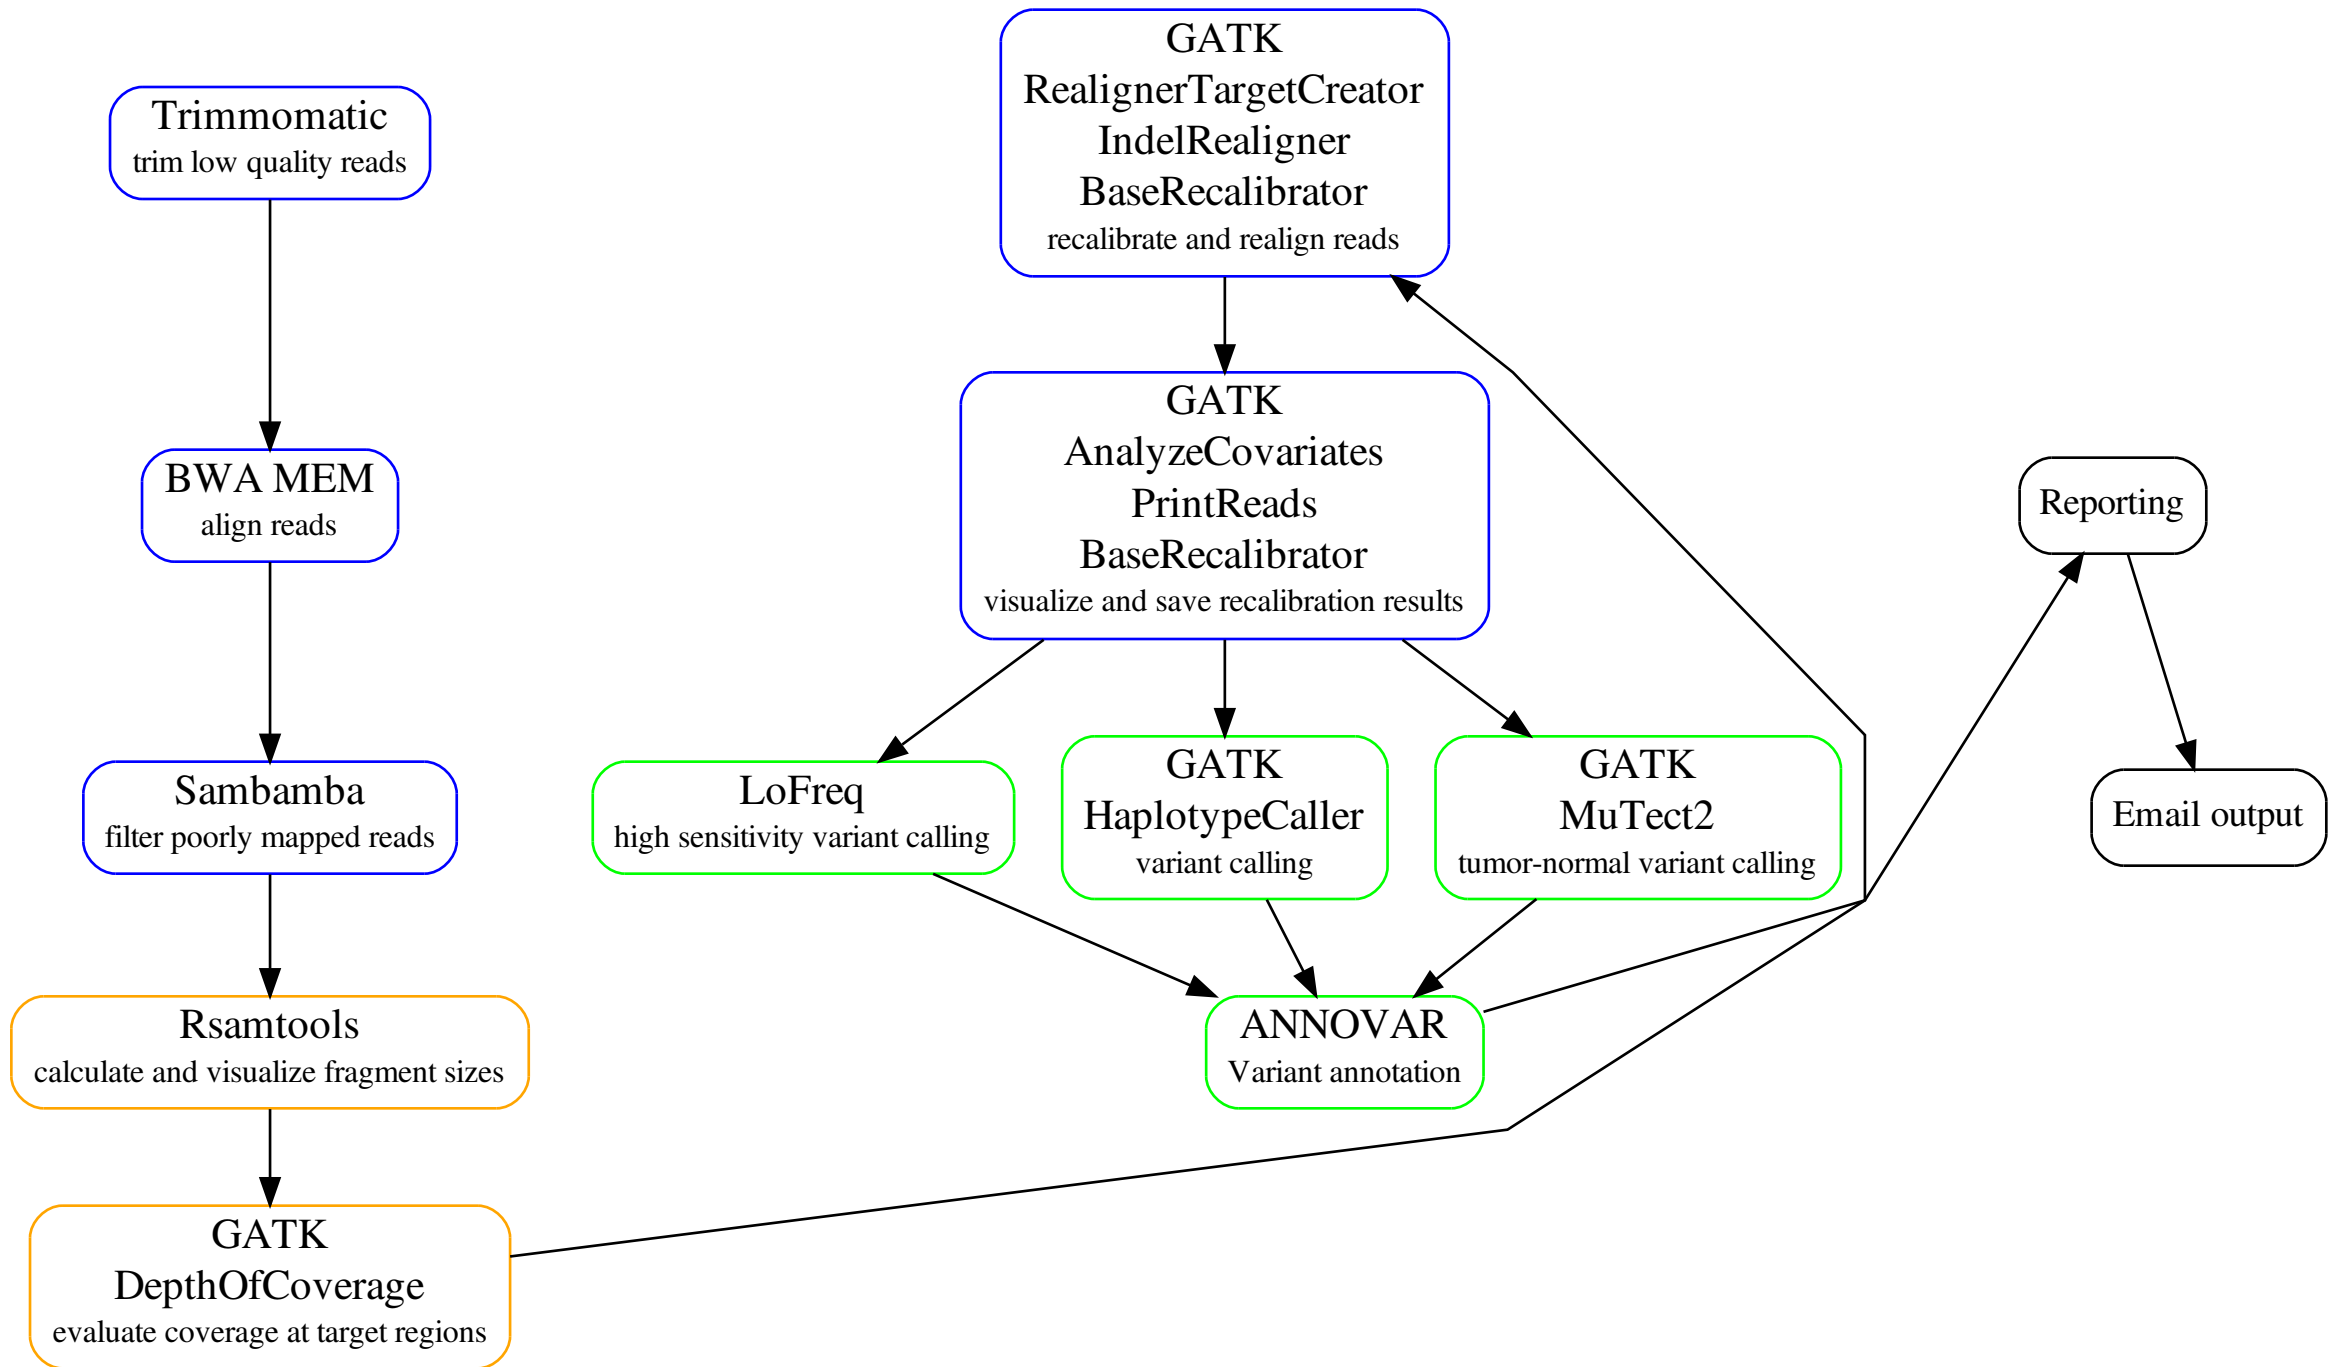 Trimmomatic
trim low quality reads
BWA MEM
align reads
Sambamba
filter poorly mapped reads
Rsamtools
calculate and visualize fragment sizes
GATK
DepthOfCoverage
evaluate coverage at target regions
GATK
RealignerTargetCreator
IndelRealigner
BaseRecalibrator
recalibrate and realign reads
GATK
AnalyzeCovariates
PrintReads
BaseRecalibrator
visualize and save recalibration results
LoFreq
high sensitivity variant calling
GATK
HaplotypeCaller
variant calling
GATK
MuTect2
tumor-normal variant calling
ANNOVAR
Variant annotation
Reporting
Email output